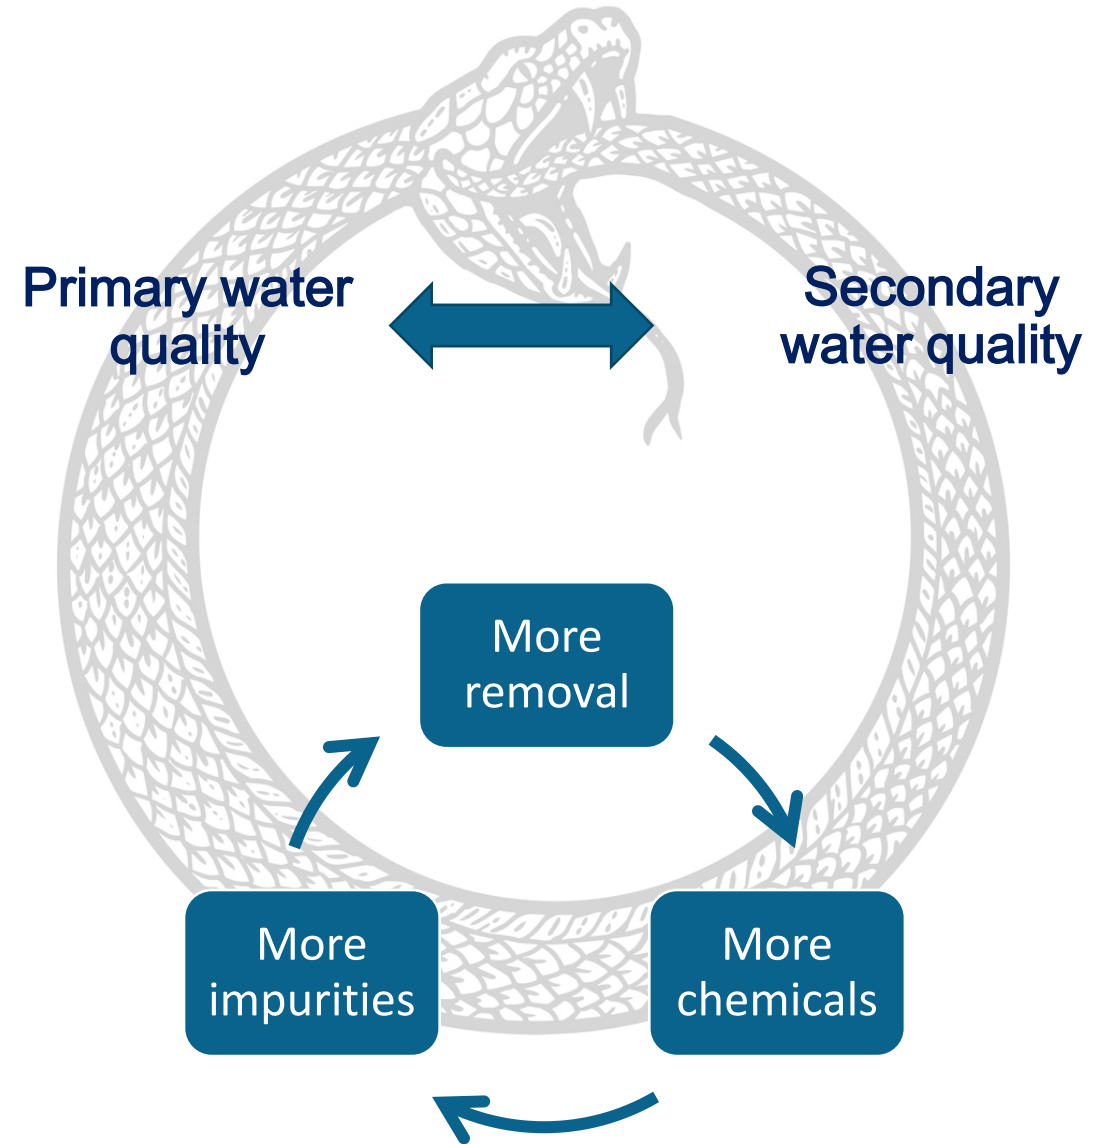 Primary water
quality
Secondary
water quality
More
removal
More
impurities
More
chemicals